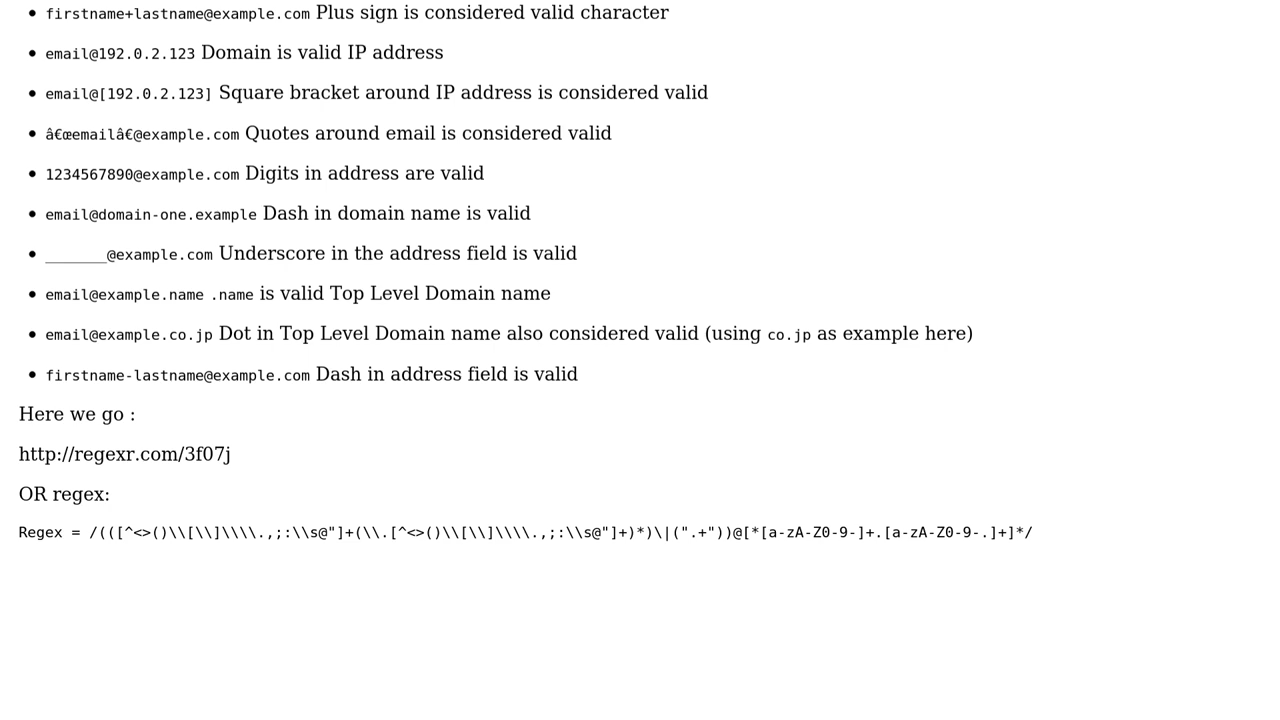 firstname+lastname@example.com Plus sign is considered valid character
email@192.0.2.123 Domain is valid IP address
email@[192.0.2.123] Square bracket around IP address is considered valid
â€œemailâ€@example.com Quotes around email is considered valid
1234567890@example.com Digits in address are valid
email@domain-one.example Dash in domain name is valid
_______@example.com Underscore in the address field is valid
email@example.name .name is valid Top Level Domain name
email@example.co.jp Dot in Top Level Domain name also considered valid (using co.jp as example here)
firstname-lastname@example.com Dash in address field is valid
Here we go :
http://regexr.com/3f07j
OR regex:
Regex = /(([^<>()\\[\\]\\\\.,;:\\s@"]+(\\.[^<>()\\[\\]\\\\.,;:\\s@"]+)*)\|(".+"))@[*[a-zA-Z0-9-]+.[a-zA-Z0-9-.]+]*/